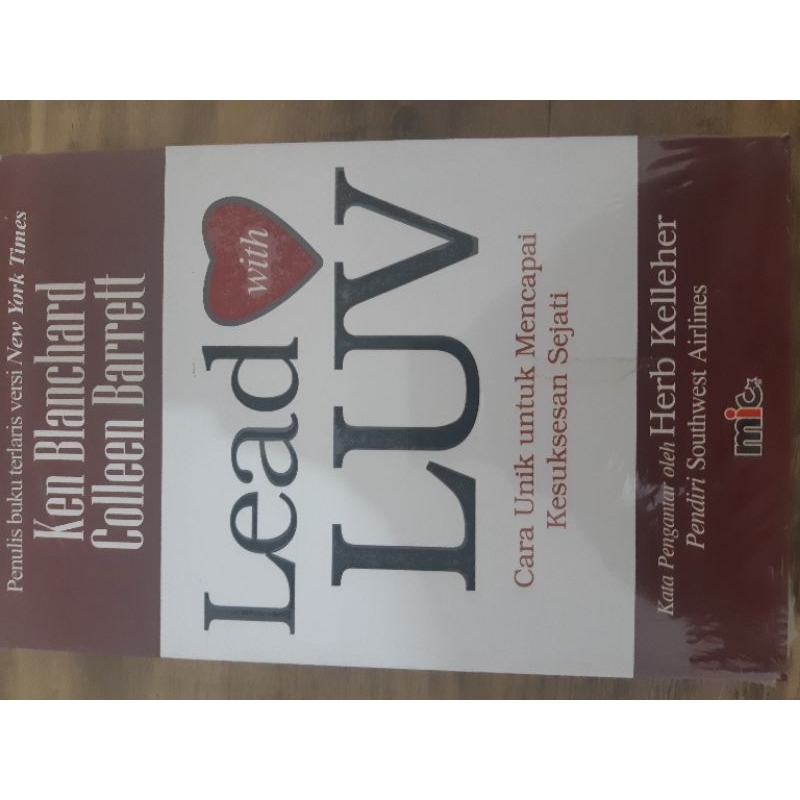 Penulis buku terlaris versi New York Times
Ken Blanchard
Colleen Barrett
Lead with
LUV
Cara Unik untuk Mencapai
Kesuksesan Sejati
Kata Pengantar oleh Herb Kelleher
Pendiri Southwest Airlines
mic